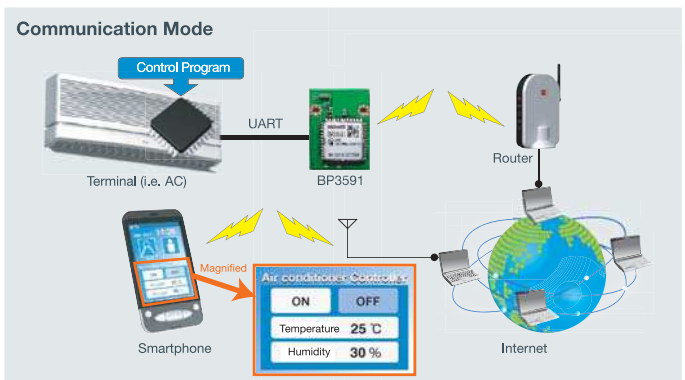 Communication Mode
Control Program
UART
Terminal (i.e. AC)
BP3591
Router
Magnified
Air conditioner Controller
ON OFF
Temperature 25 ℃
Humidity 30 %
Smartphone
Internet